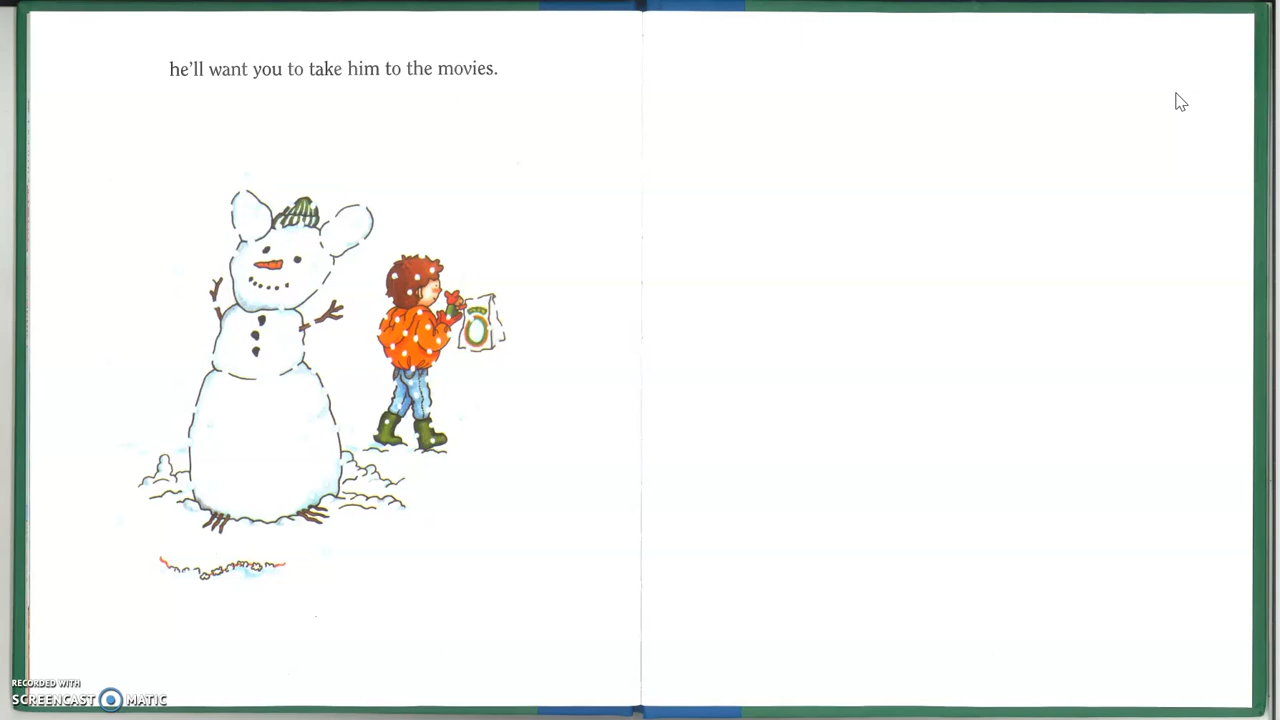 he'll want you to take him to the movies.
RECORDED WITH
SCREENCAST MATIC